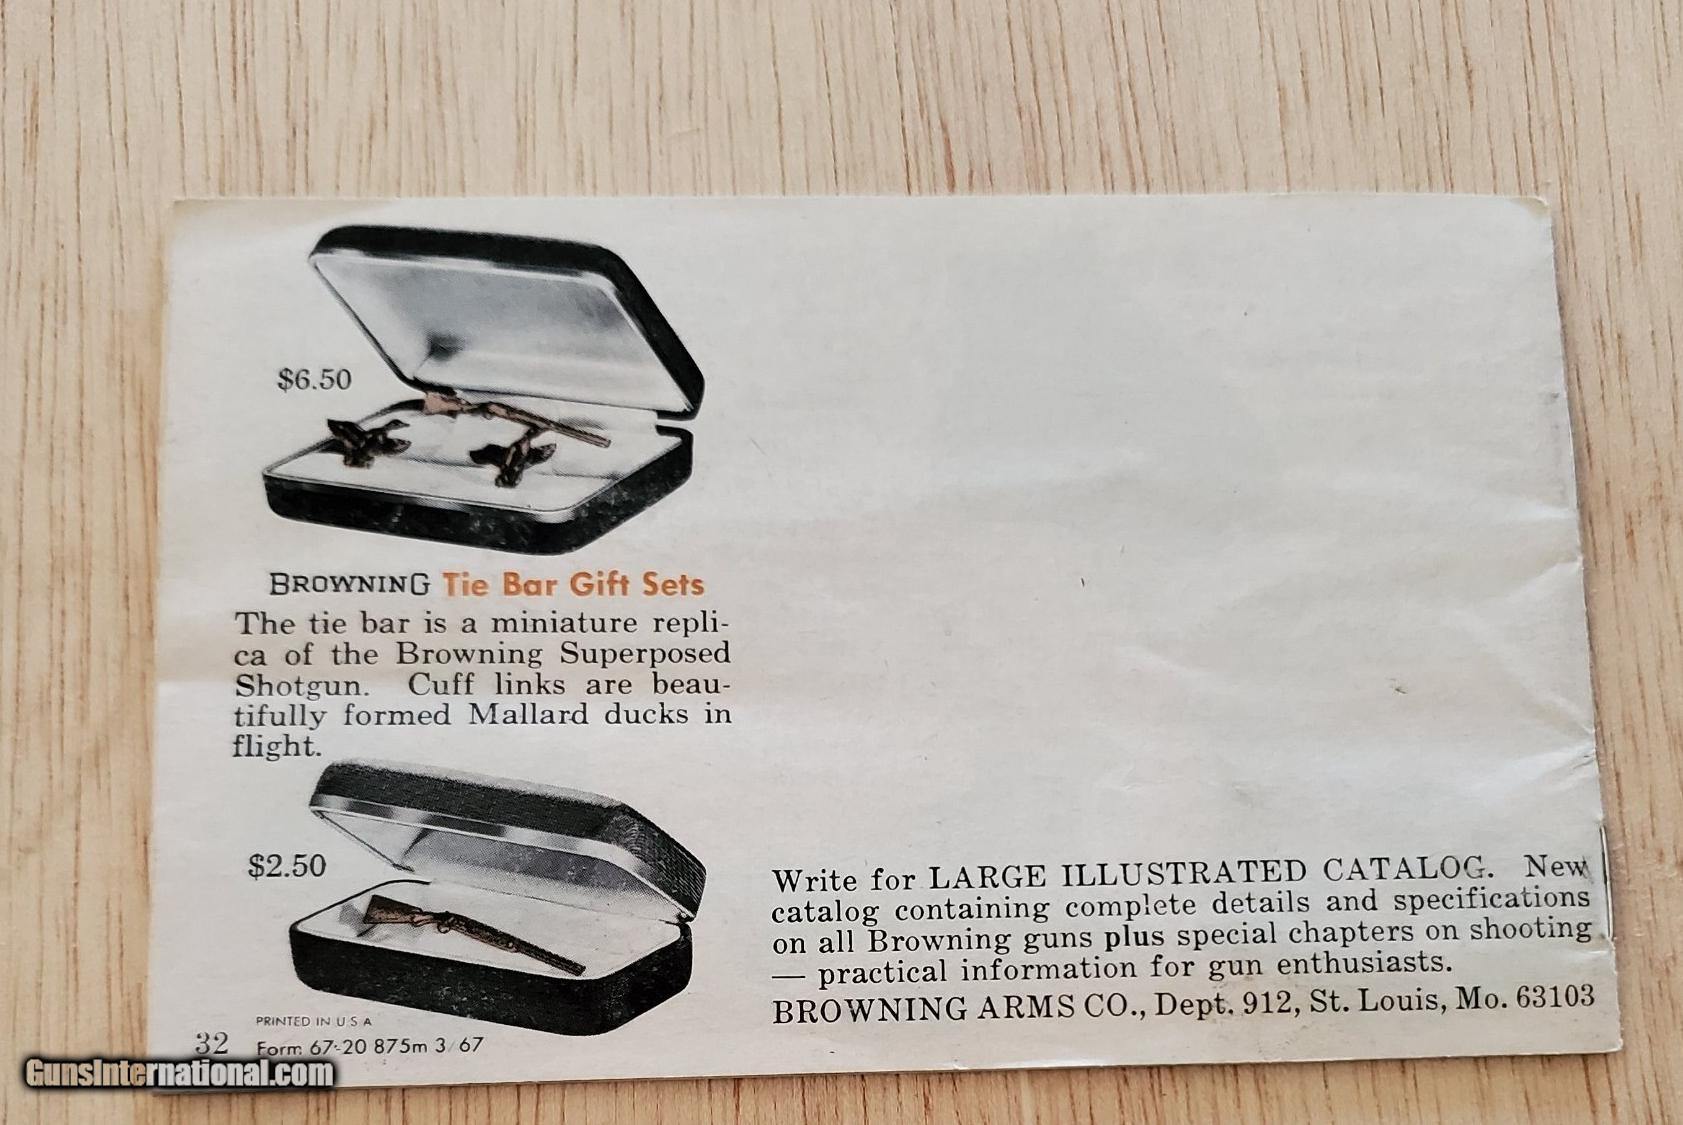 $6.50
BROWNING Tie Bar Gift Sets
The tie bar is a miniature repli-
ca of the Browning Superposed
Shotgun. Cuff links are beau-
tifully formed Mallard ducks in
flight.
$2.50
PRINTED IN U S A
32 Form 67-20 875m 3/67
Write for LARGE ILLUSTRATED CATALOG. New
catalog containing complete details and specifications
on all Browning guns plus special chapters on shooting
— practical information for gun enthusiasts.
BROWNING ARMS CO., Dept. 912, St. Louis, Mo. 63103
GunsInternational.com